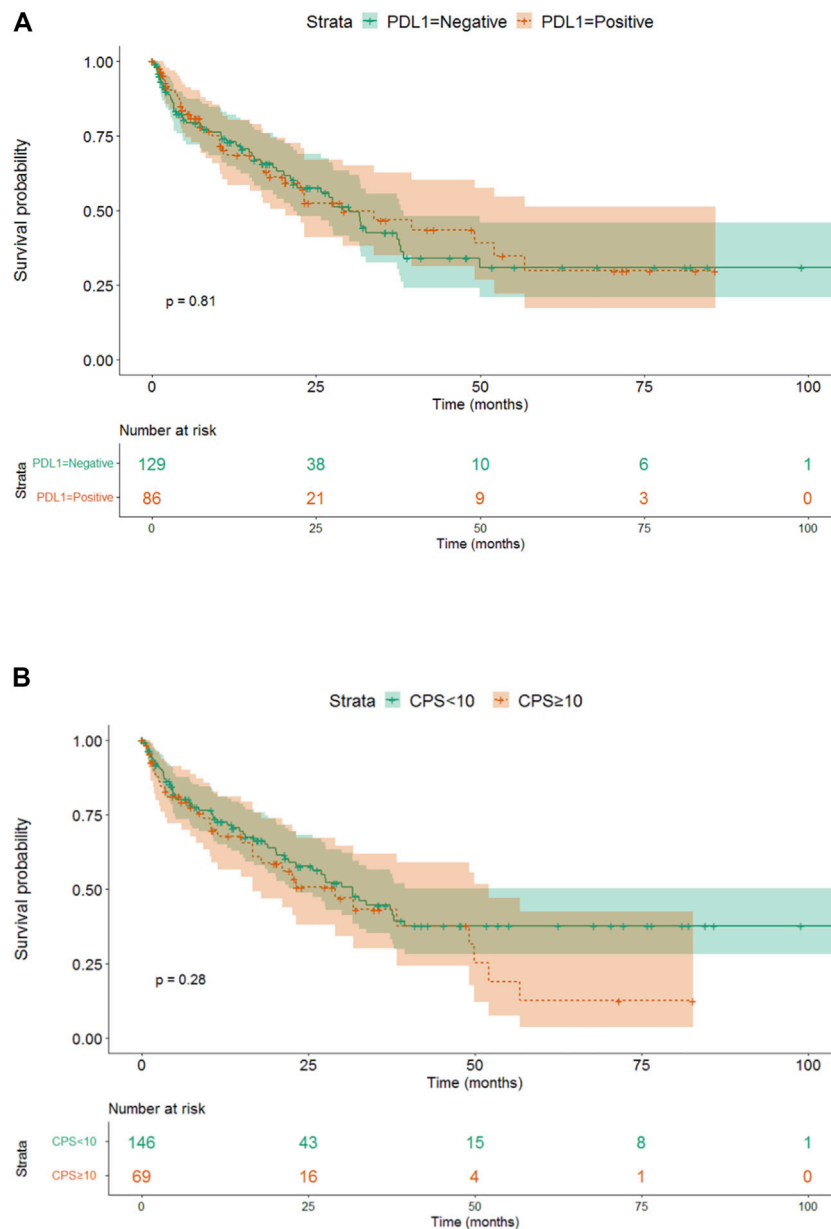 A
Strata PDL1=Negative PDL1=Positive
1.00
0.75
0.50
0.25
0.00
Survival probability
p = 0.81
0 25 50 75 100
Time (months)
Number at risk
Strata
PDL1=Negative 129 38 10 6 1
PDL1=Positive 86 21 9 3 0
0 25 50 75 100
Time (months)
B
Strata CPS<10 CPS≥10
1.00
0.75
0.50
0.25
0.00
Survival probability
p = 0.28
0 25 50 75 100
Time (months)
Number at risk
Strata
CPS<10 146 43 15 8 1
CPS≥10 69 16 4 1 0
0 25 50 75 100
Time (months)